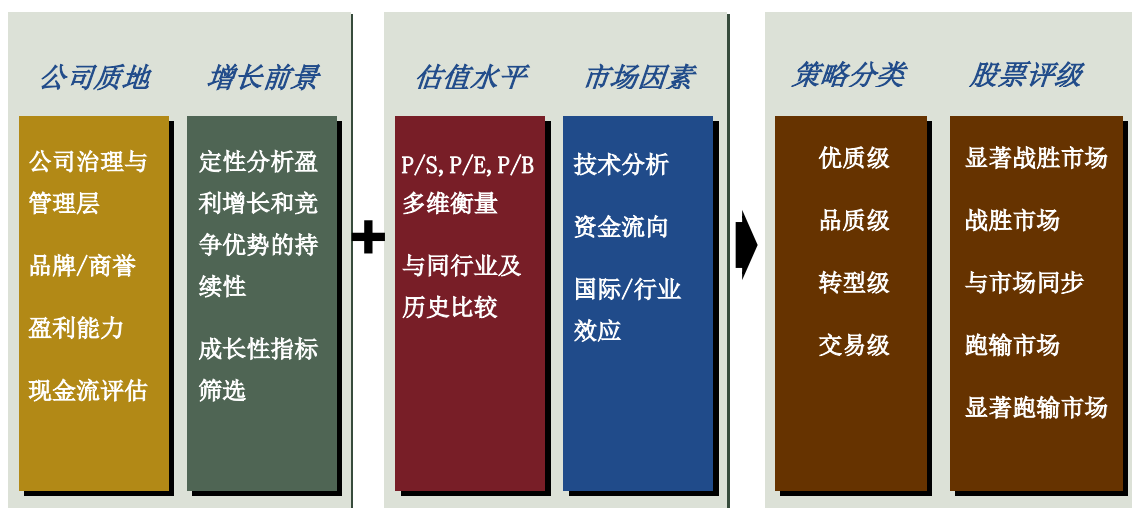 公司质地
公司治理与
管理层
品牌/商誉
盈利能力
现金流评估
增长前景
定性分析盈
利增长和竞
争优势的持
续性
成长性指标
筛选
+
估值水平
P/S,P/E,P/B
多维衡量
与同行业及
历史比较
市场因素
技术分析
资金流向
国际/行业
效应
策略分类
优质级
品质级
转型级
交易级
股票评级
显著战胜市场
战胜市场
与市场同步
跑输市场
显著跑输市场